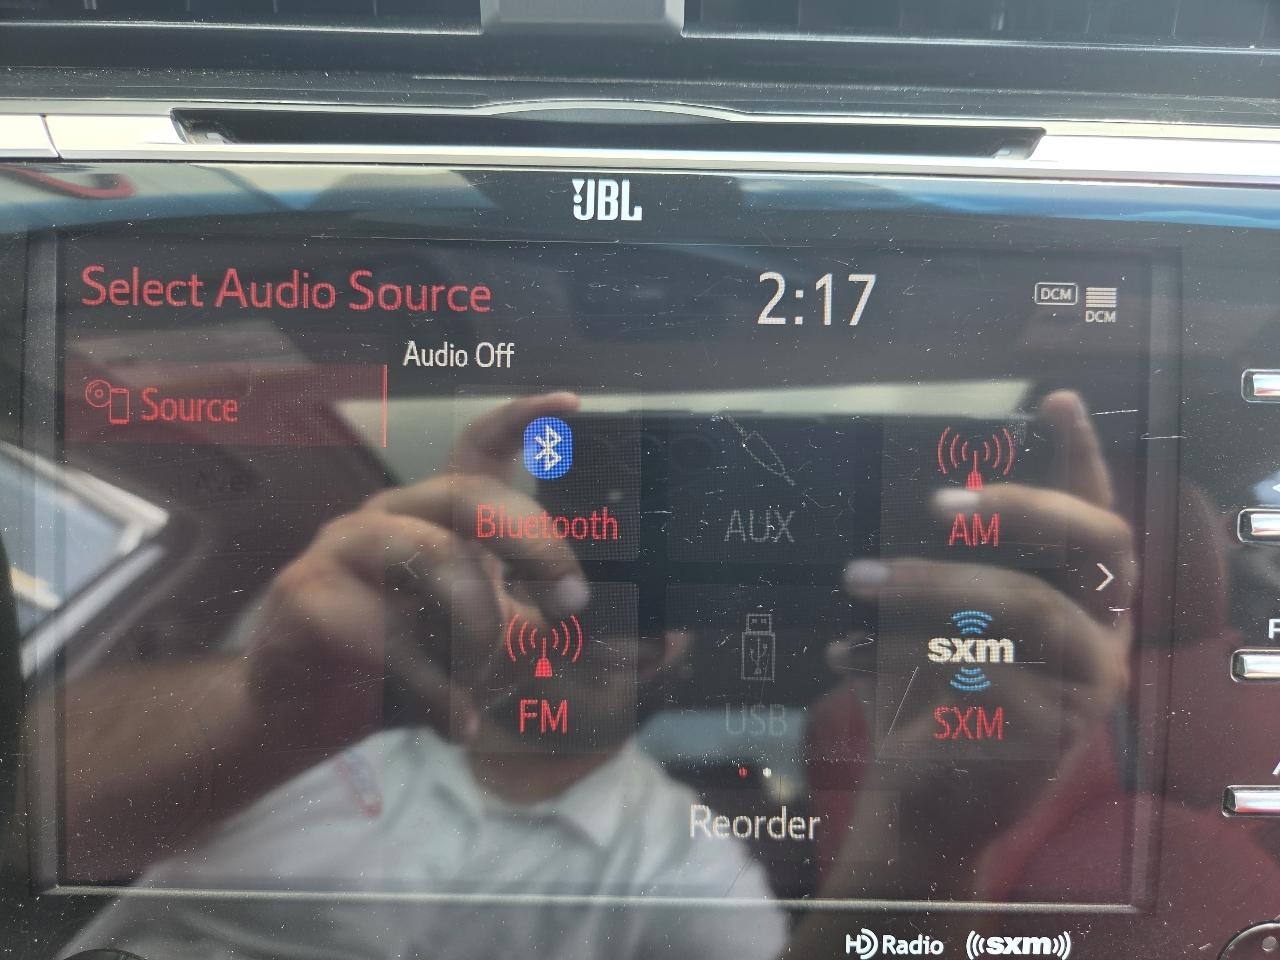 JBL
Select Audio Source
2:17
DCM
DCM
Audio Off
Source
Bluetooth
AUX
AM
FM
USB
sxm
SXM
Reorder
HD Radio
((sxm))